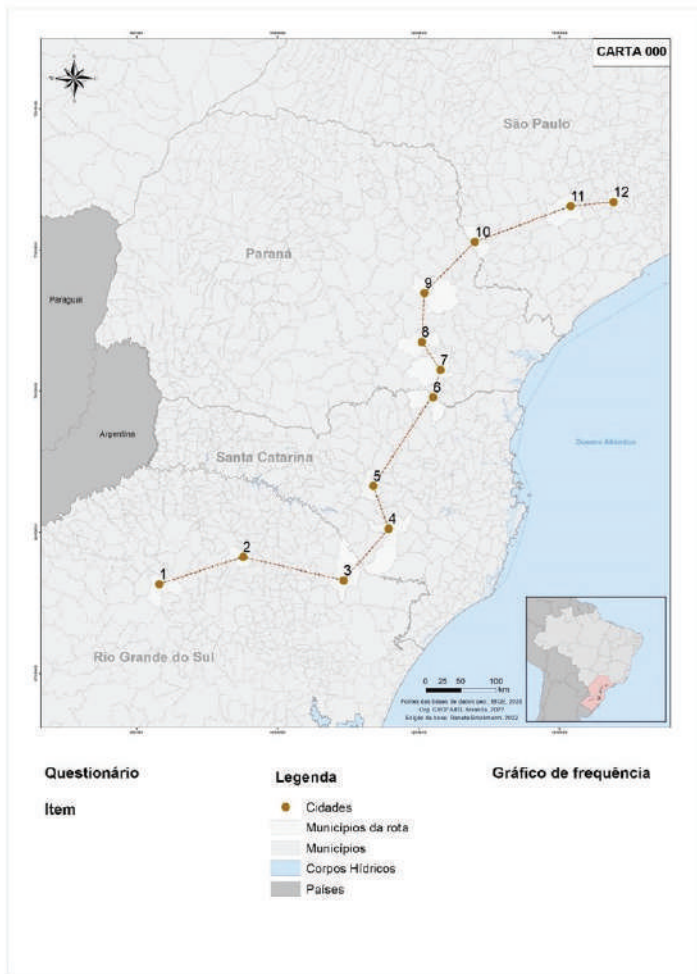 CARTA 000
São Paulo
12
11
10
Paraná
9
Paraguai
8
7
6
Argentina
Santa Catarina
Oceano Atlântico
5
4
2
3
1
Rio Grande do Sul
0 25 50 100
km
Questionário
Legenda
Gráfico de frequência
Item
Cidades
Municípios da rota
Municípios
Corpos Hídricos
Países